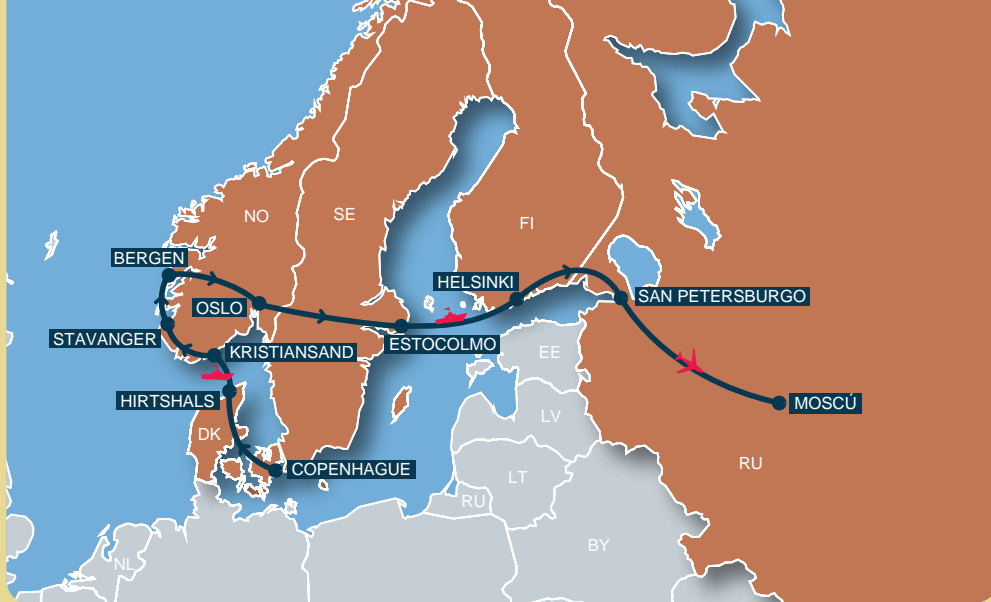 NO
SE
FI
BERGEN
HELSINKI
OSLO
SAN PETERSBURGO
STAVANGER
ESTOCOLMO
KRISTIANSAND
EE
HIRTSHALS
MOSCÚ
LV
DK
COPENHAGUE
RU
LT
RU
BY
NL